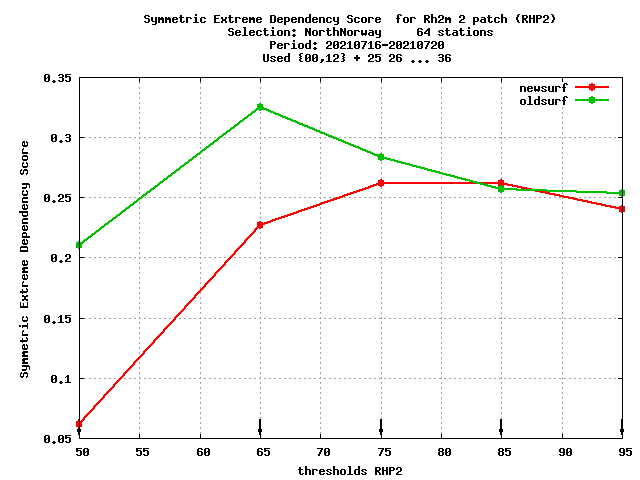 Symmetric Extreme Dependency Score  for Rh2m 2 patch (RHP2)
Selection: NorthNorway     64 stations
Period: 20210716-20210720
Used {00,12} + 25 26 ... 36
newsurf
oldsurf
Symmetric Extreme Dependency Score
0.35
0.3
0.25
0.2
0.15
0.1
0.05
50 55 60 65 70 75 80 85 90 95
thresholds RHP2